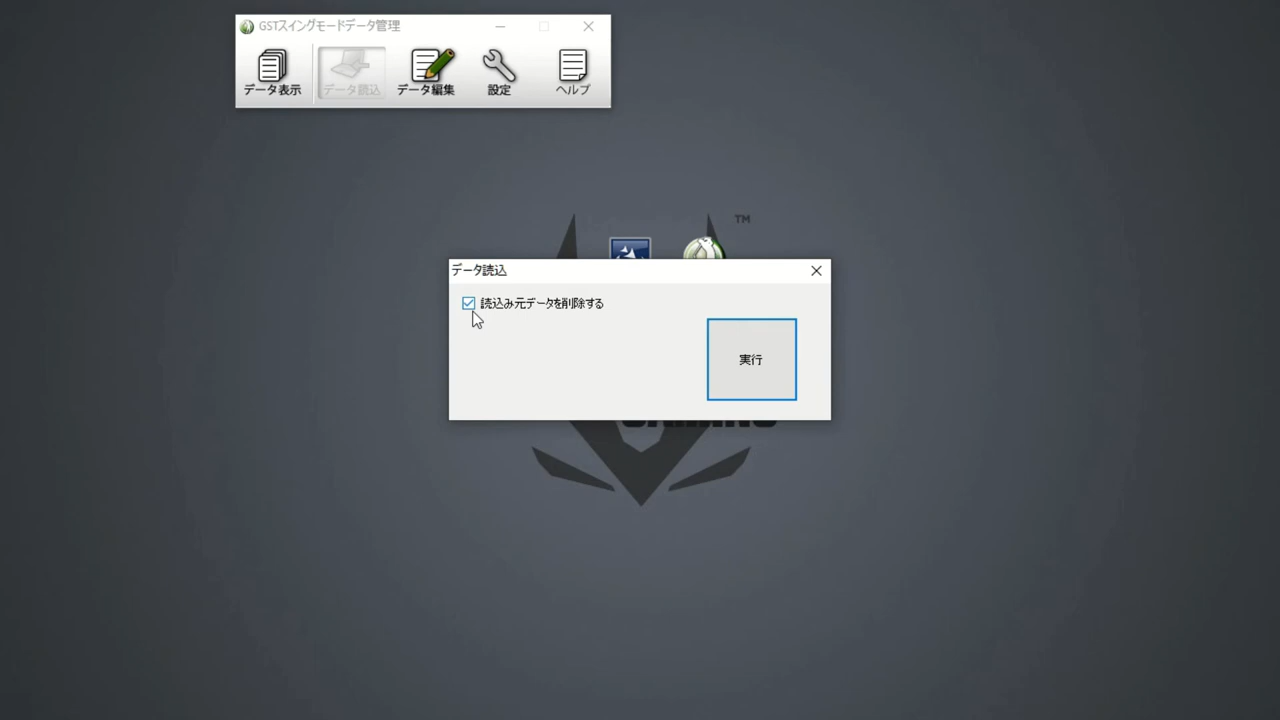 GSTスイングモードデータ管理
データ表示
データ読込
データ編集
設定
ヘルプ
TM
データ読込
読込み元データを削除する
実行